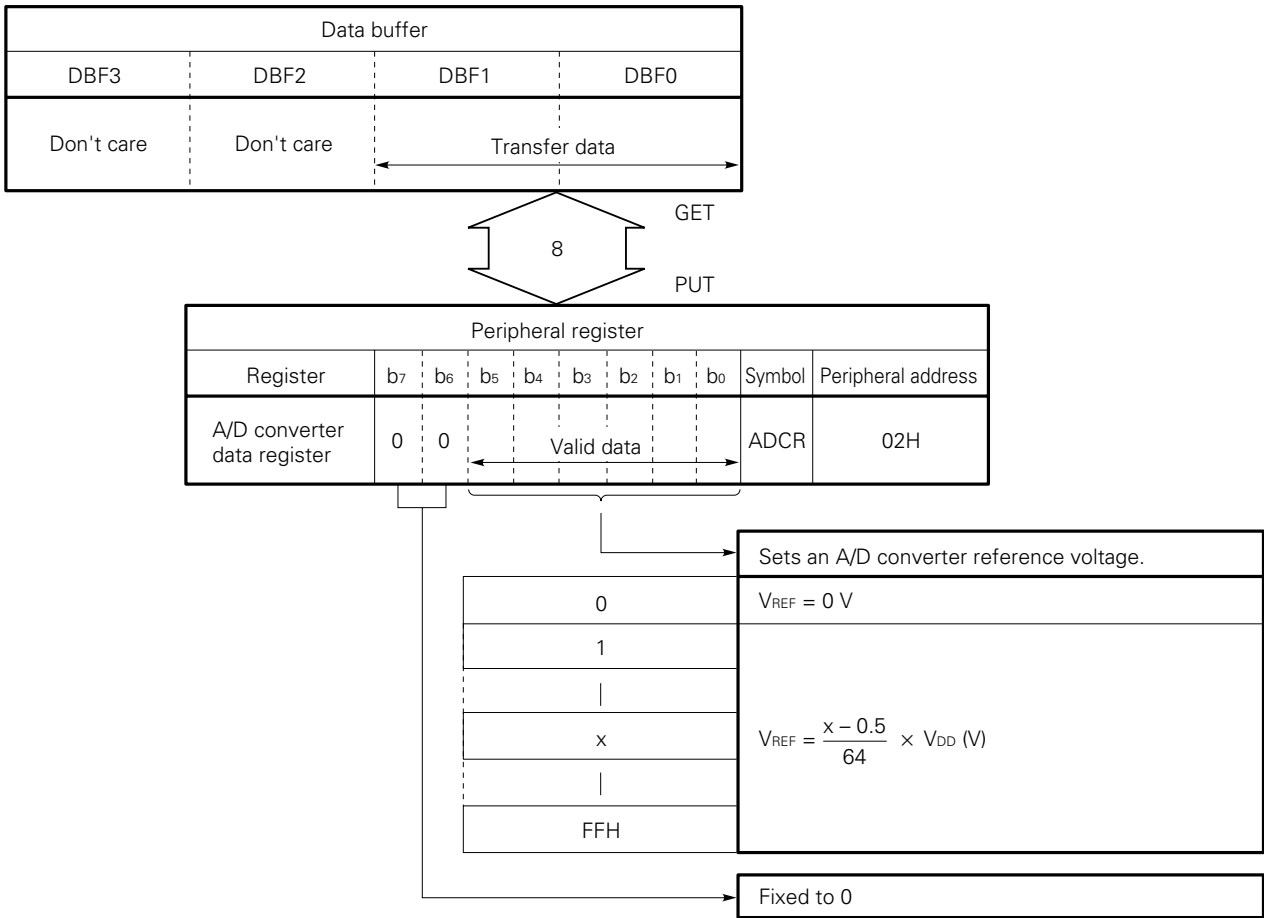 Data buffer
DBF3 DBF2 DBF1 DBF0
Don't care Don't care Transfer data
GET
8
PUT
Peripheral register
Register b7 b6 b5 b4 b3 b2 b1 b0 Symbol Peripheral address
A/D converter
data register
0 0 Valid data ADCR 02H
Sets an A/D converter reference voltage.
0 VREF = 0 V
1
x
VREF = x – 0.5 / 64 × VDD (V)
FFH
Fixed to 0